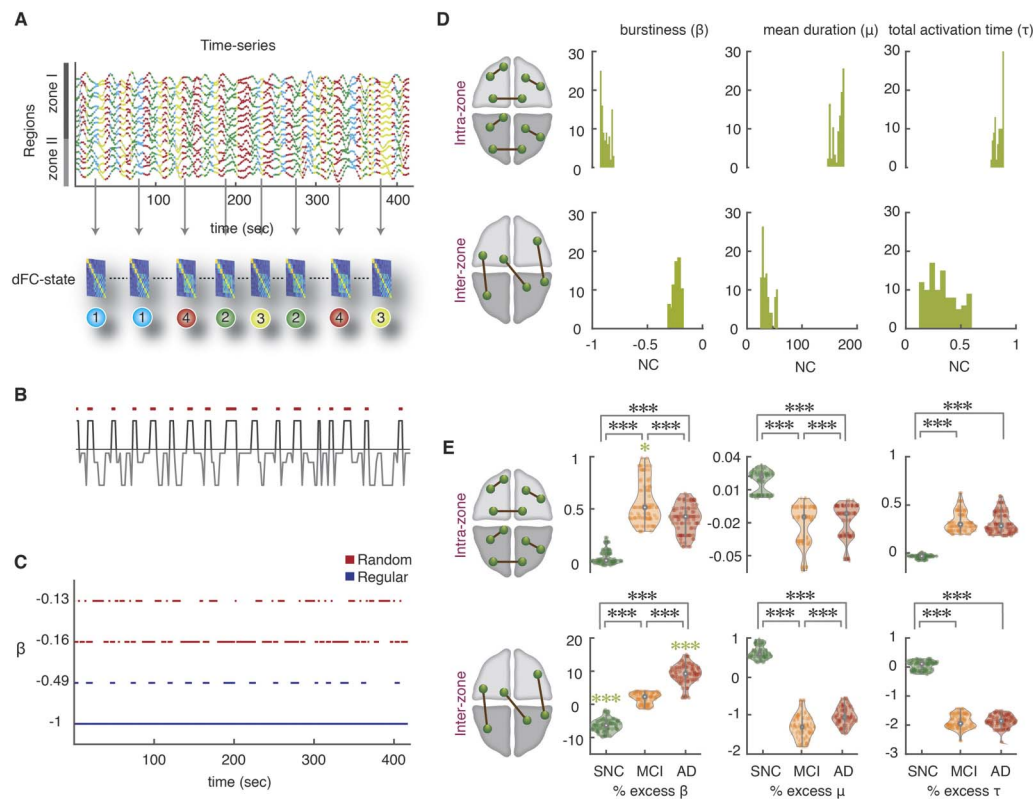 A
Time-series
Regions
zone I
zone II
100 200 300 400
time (sec)
dFC-state
1 1 4 2 3 2 4 3
B
C
Random
Regular
β
-0.13
-0.16
-0.49
-1
100 200 300 400
time (sec)
D
burstiness (β) mean duration (μ) total activation time (τ)
Intra-zone
30 30 30
20 20 20
10 10 10
0 0 0
Inter-zone
30 30 30
20 20 20
10 10 10
0 0 0
-1 -0.5 0 0 100 200 0 0.5 1
NC NC NC
E
*** *** ***
*** *** *** *** ***
*
Intra-zone
1 0.04 1
0.01
0.5 -0.02 0.5
-0.05
0 0
*** *** ***
*** *** *** *** ***
Inter-zone
20 1 1
10 *** 0 0
0 *** -1
-1 -2
-10 -2 -3
SNC MCI AD SNC MCI AD SNC MCI AD
% excess β % excess μ % excess τ